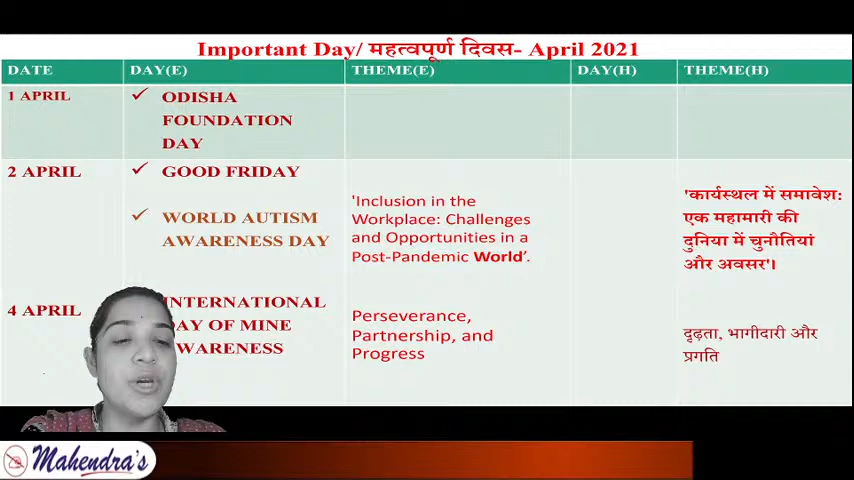 Important Day/ महत्वपूर्ण दिवस- April 2021
DATE DAY(E) THEME(E) DAY(H) THEME(H)
1 APRIL ✓ ODISHA
FOUNDATION
DAY
2 APRIL ✓ GOOD FRIDAY
✓ WORLD AUTISM
AWARENESS DAY
'Inclusion in the
Workplace: Challenges
and Opportunities in a
Post-Pandemic World'.
'कार्यस्थल में समावेश:
एक महामारी की
दुनिया में चुनौतियां
और अवसर'।
4 APRIL
INTERNATIONAL
DAY OF MINE
AWARENESS
Perseverance,
Partnership, and
Progress
दृढ़ता, भागीदारी और
प्रगति
Mahendra's